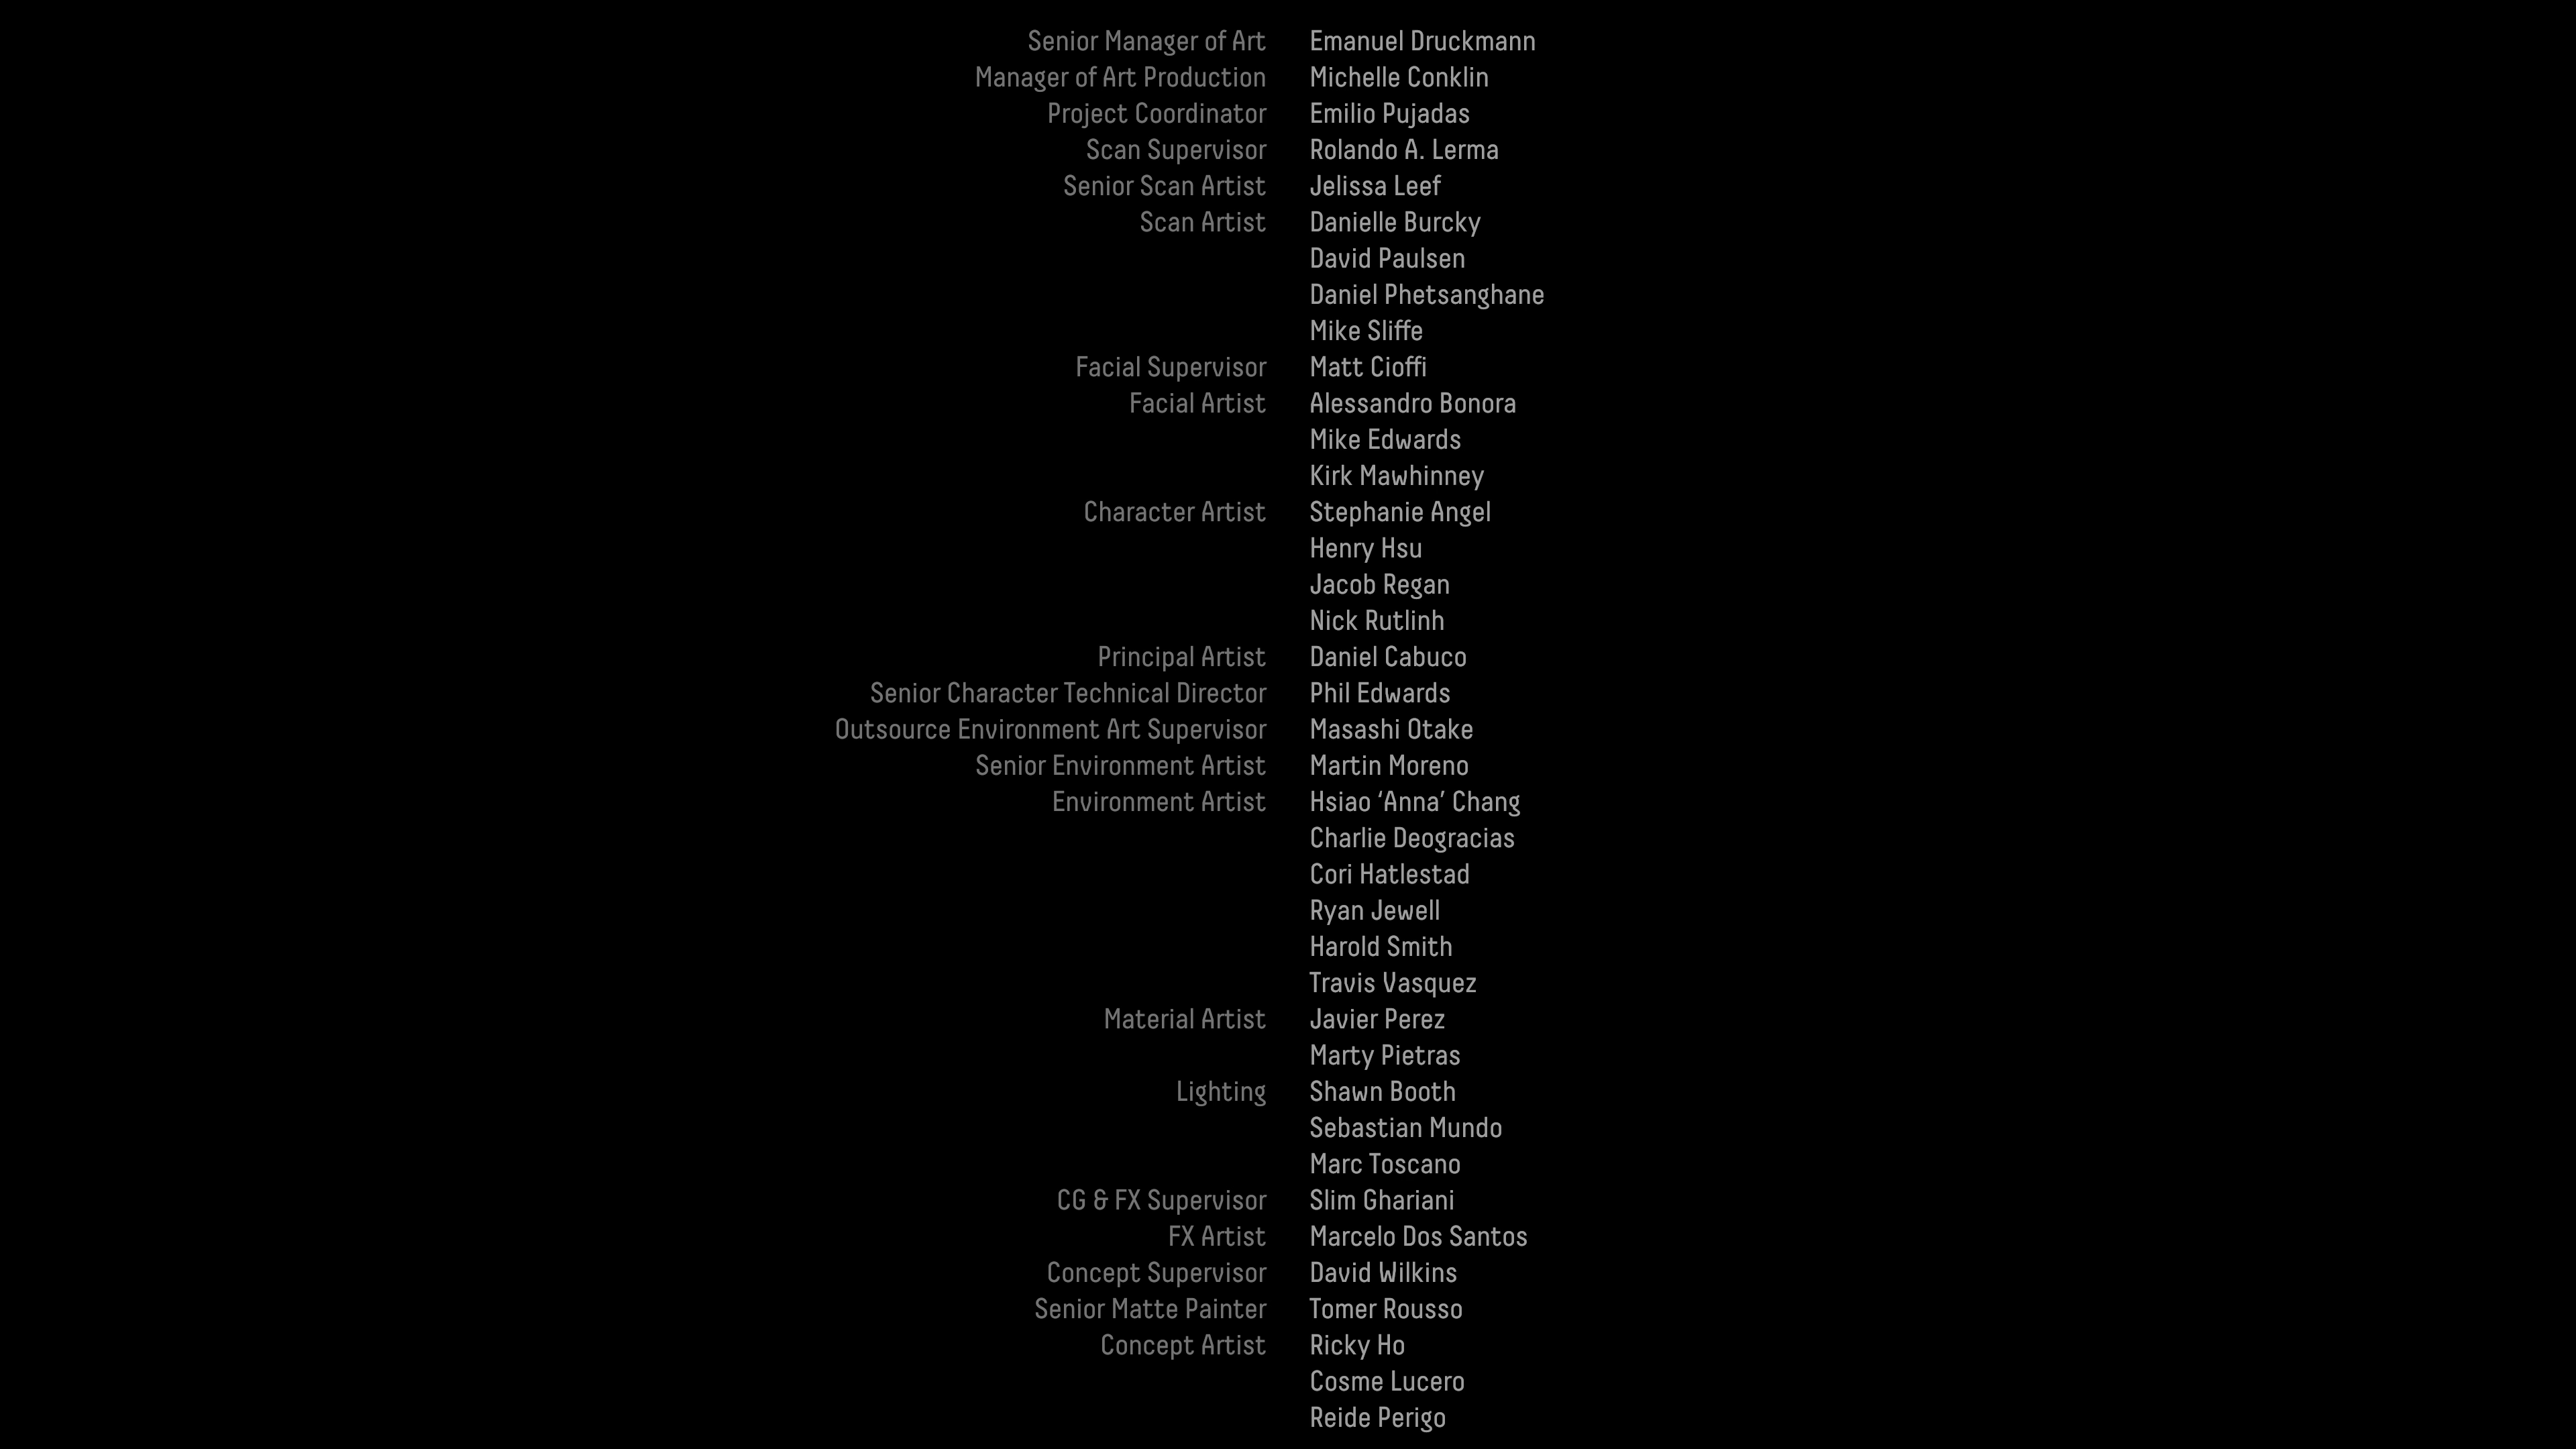 Senior Manager of Art Emanuel Druckmann
Manager of Art Production Michelle Conklin
Project Coordinator Emilio Pujadas
Scan Supervisor Rolando A. Lerma
Senior Scan Artist Jelissa Leef
Scan Artist Danielle Burcky
David Paulsen
Daniel Phetsanghane
Mike Sliffe
Facial Supervisor Matt Cioffi
Facial Artist Alessandro Bonora
Mike Edwards
Kirk Mawhinney
Character Artist Stephanie Angel
Henry Hsu
Jacob Regan
Nick Rutlinh
Principal Artist Daniel Cabuco
Senior Character Technical Director Phil Edwards
Outsource Environment Art Supervisor Masashi Otake
Senior Environment Artist Martin Moreno
Environment Artist Hsiao ‘Anna’ Chang
Charlie Deogracias
Cori Hatlestad
Ryan Jewell
Harold Smith
Travis Vasquez
Material Artist Javier Perez
Marty Pietras
Lighting Shawn Booth
Sebastian Mundo
Marc Toscano
CG & FX Supervisor Slim Ghariani
FX Artist Marcelo Dos Santos
Concept Supervisor David Wilkins
Senior Matte Painter Tomer Rousso
Concept Artist Ricky Ho
Cosme Lucero
Reide Perigo